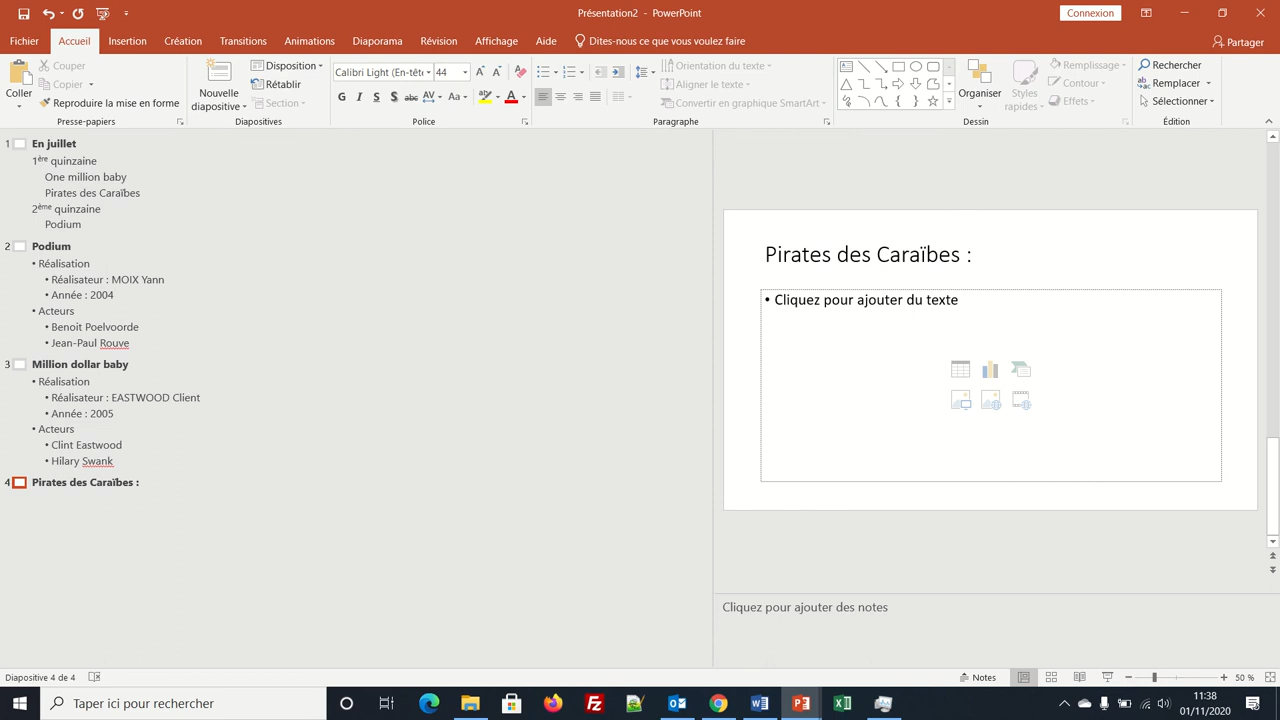 Présentation2 - PowerPoint
Connexion
Fichier
Accueil
Insertion
Création
Transitions
Animations
Diaporama
Révision
Affichage
Aide
Dites-nous ce que vous voulez faire
Partager
Coller
Couper
Copier
Reproduire la mise en forme
Presse-papiers
Nouvelle
diapositive
Disposition
Rétablir
Section
Diapositives
Calibri Light (En-tête
44
G I S S abc AV Aa
A
Police
Orientation du texte
Aligner le texte
Convertir en graphique SmartArt
Paragraphe
Organiser
Styles
rapides
Remplissage
Contour
Effets
Dessin
Rechercher
Remplacer
Sélectionner
Édition
1 En juillet
1ère quinzaine
One million baby
Pirates des Caraïbes
2ème quinzaine
Podium
2 Podium
• Réalisation
• Réalisateur : MOIX Yann
• Année : 2004
• Acteurs
• Benoit Poelvoorde
• Jean-Paul Rouve
3 Million dollar baby
• Réalisation
• Réalisateur : EASTWOOD Client
• Année : 2005
• Acteurs
• Clint Eastwood
• Hilary Swank
4 Pirates des Caraïbes :
Pirates des Caraïbes :
• Cliquez pour ajouter du texte
Cliquez pour ajouter des notes
Diapositive 4 de 4
Notes
50 %
Taper ici pour rechercher
11:38
01/11/2020